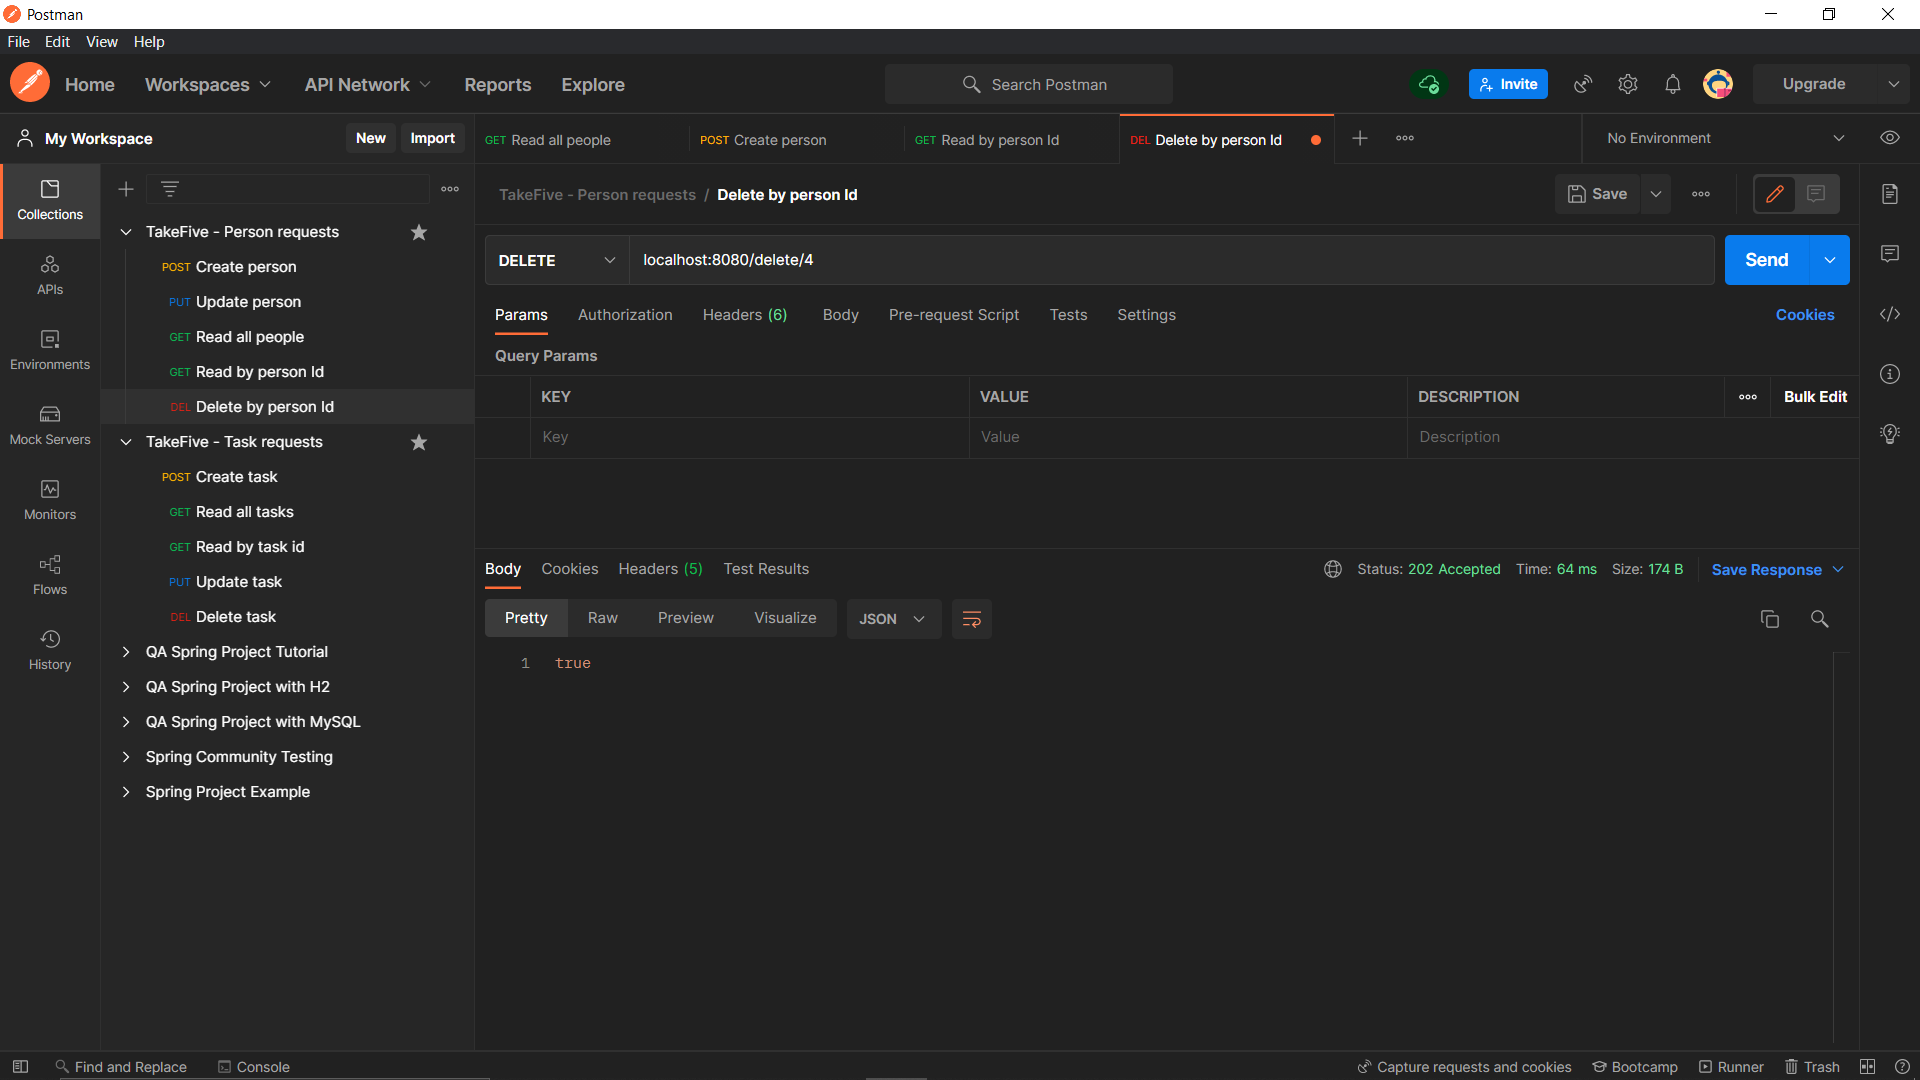 Postman
File Edit View Help
Home Workspaces API Network Reports Explore Search Postman Invite Upgrade
My Workspace New Import
GET Read all people POST Create person GET Read by person Id DEL Delete by person Id No Environment
Collections
APIs
Environments
Mock Servers
Monitors
Flows
History
TakeFive - Person requests
POST Create person
PUT Update person
GET Read all people
GET Read by person Id
DEL Delete by person Id
TakeFive - Task requests
POST Create task
GET Read all tasks
GET Read by task id
PUT Update task
DEL Delete task
QA Spring Project Tutorial
QA Spring Project with H2
QA Spring Project with MySQL
Spring Community Testing
Spring Project Example
TakeFive - Person requests / Delete by person Id Save
DELETE localhost:8080/delete/4 Send
Params Authorization Headers (6) Body Pre-request Script Tests Settings Cookies
Query Params
KEY VALUE DESCRIPTION Bulk Edit
Key Value Description
Body Cookies Headers (5) Test Results Status: 202 Accepted Time: 64 ms Size: 174 B Save Response
Pretty Raw Preview Visualize JSON
1 true
Find and Replace Console Capture requests and cookies Bootcamp Runner Trash